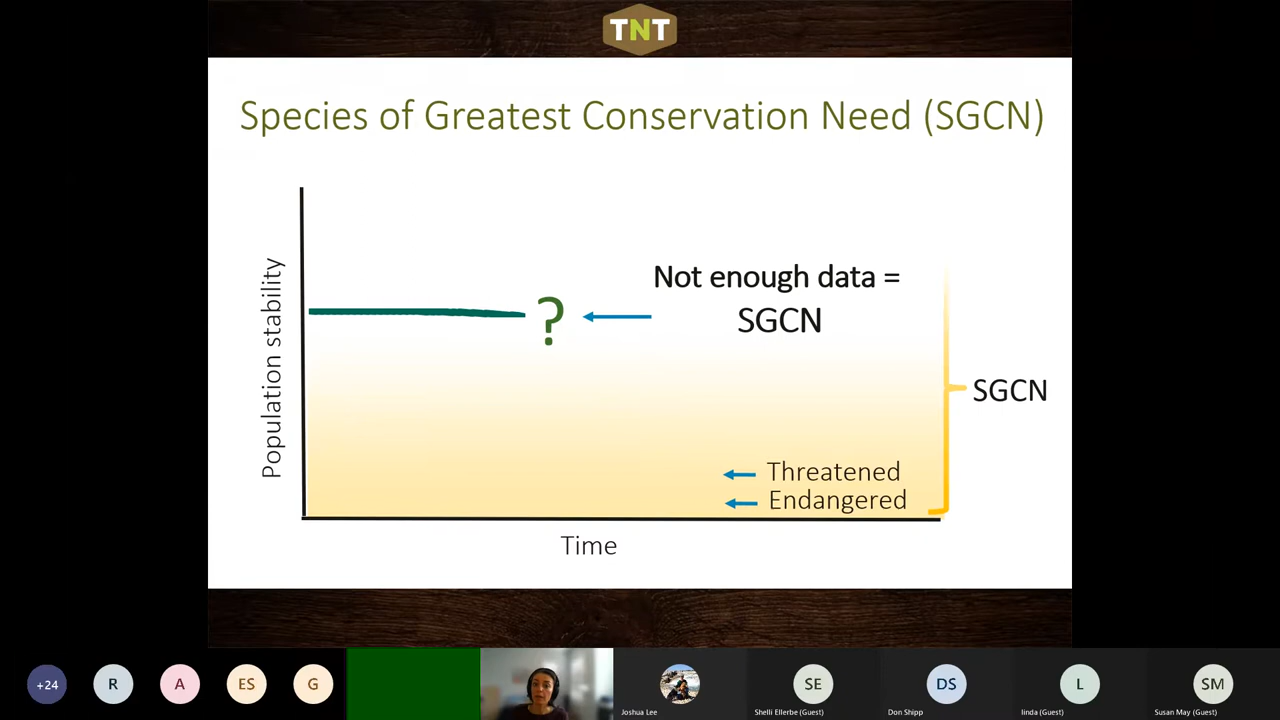 TNT
Species of Greatest Conservation Need (SGCN)
Population stability
?
Not enough data =
SGCN
SGCN
Threatened
Endangered
Time
+24
R
A
ES
G
Joshua Lee
SE
Shelli Ellerbe (Guest)
DS
Don Shipp
L
linda (Guest)
SM
Susan May (Guest)